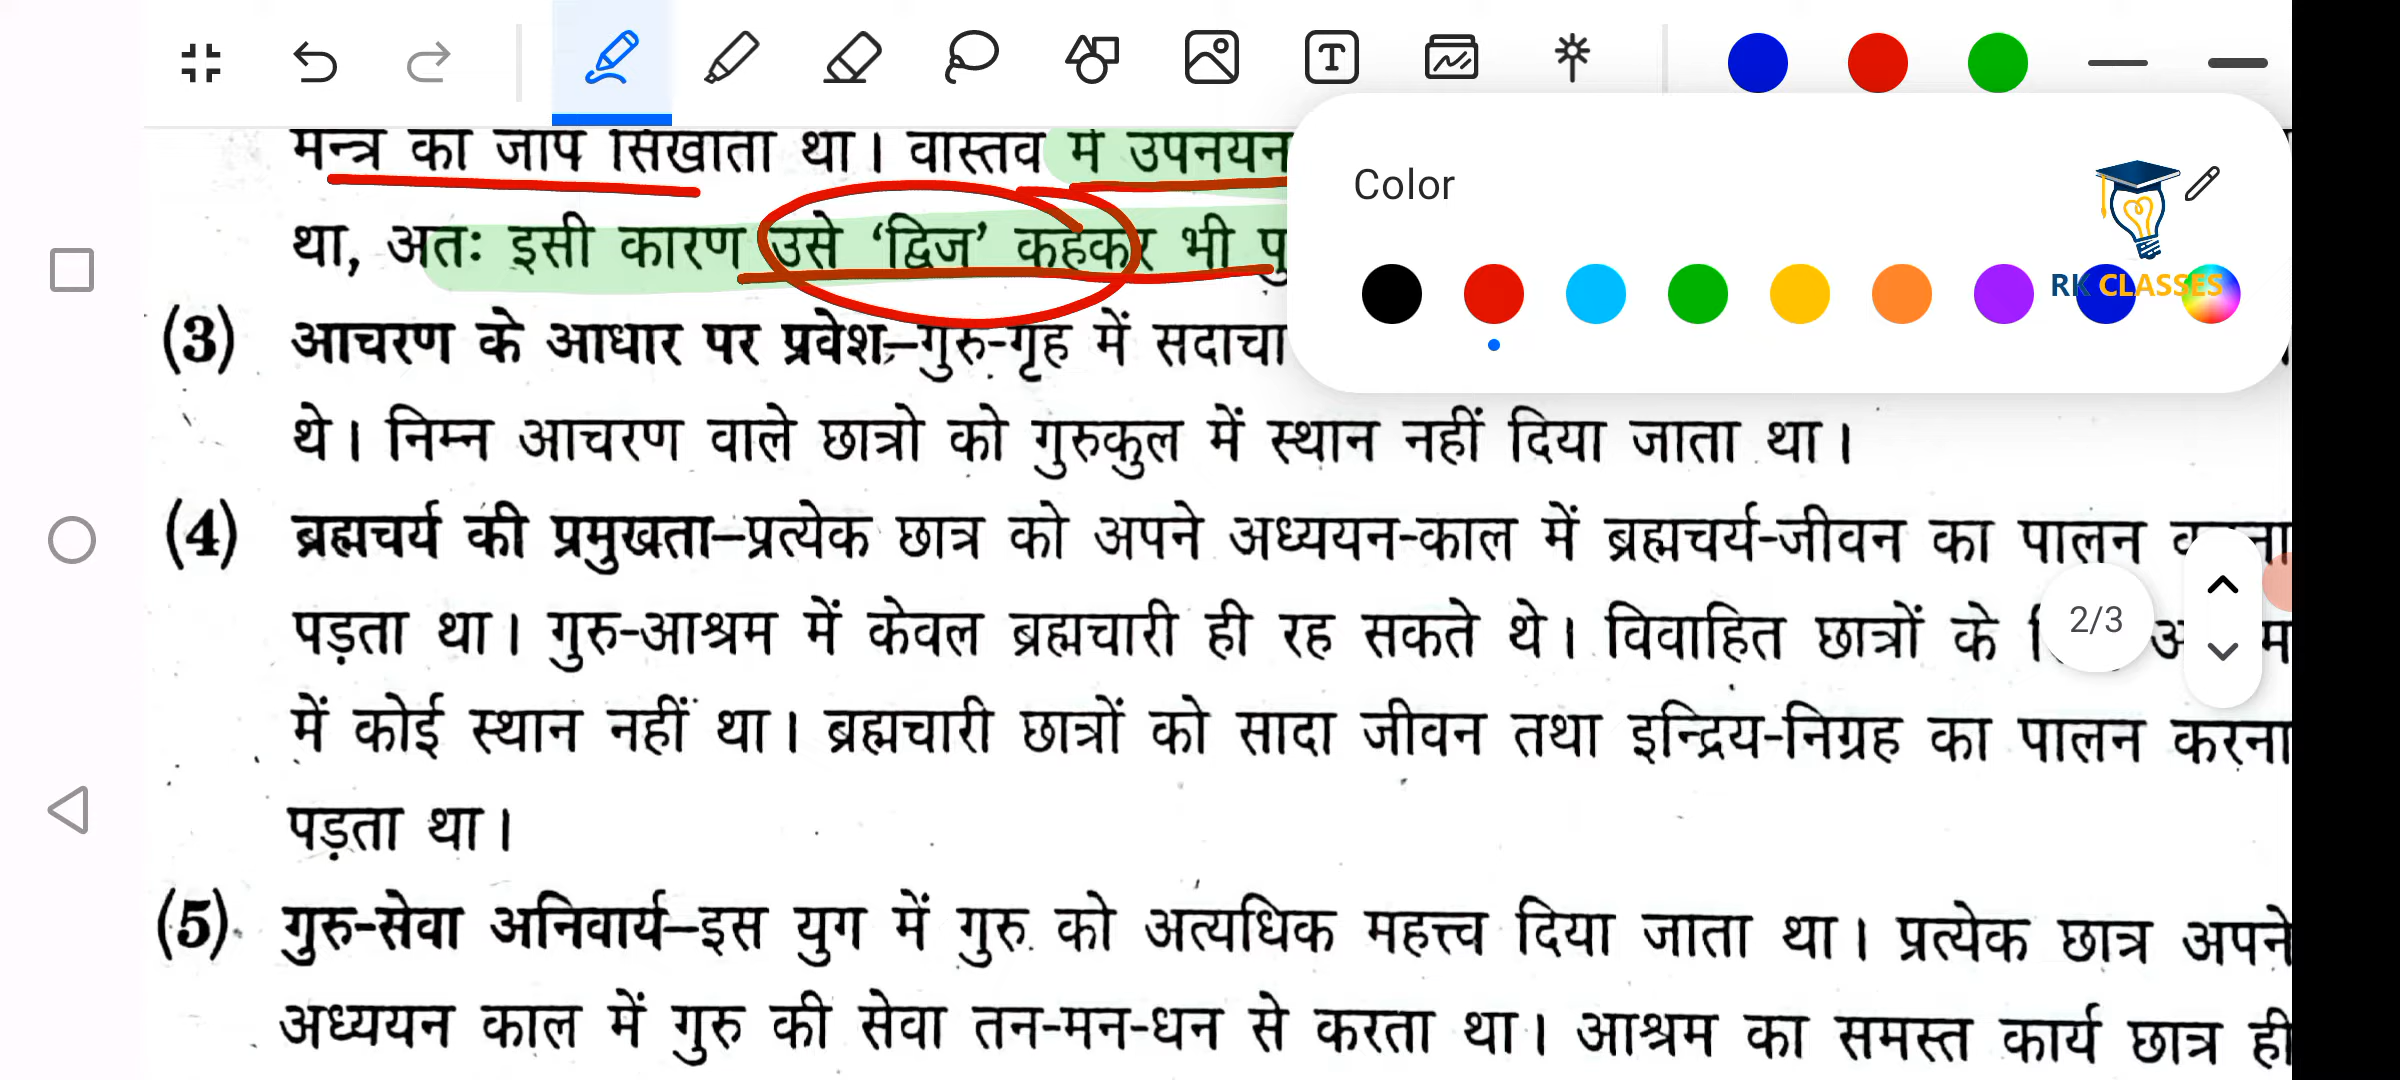 मन्त्र का जाप सिखाता था। वास्तव में उपनयन
था, अतः इसी कारण उसे ‘द्विज’ कहकर भी
Color
RK CLASSES
(3) आचरण के आधार पर प्रवेश–गुरु-गृह में
थे। निम्न आचरण वाले छात्रो को गुरुकुल में स्थान नहीं दिया जाता था।
(4) ब्रह्मचर्य की प्रमुखता–प्रत्येक छात्र को अपने अध्ययन-काल में ब्रह्मचर्य-जीवन का पालन
पड़ता था। गुरु-आश्रम में केवल ब्रह्मचारी ही रह सकते थे। विवाहित छात्रों के
2/3
में कोई स्थान नहीं था। ब्रह्मचारी छात्रों को सादा जीवन तथा इन्द्रिय-निग्रह का पालन करना
पड़ता था।
(5) गुरु-सेवा अनिवार्य–इस युग में गुरु को अत्यधिक महत्त्व दिया जाता था। प्रत्येक छात्र अपने
अध्ययन काल में गुरु की सेवा तन-मन-धन से करता था। आश्रम का समस्त कार्य छात्र ही